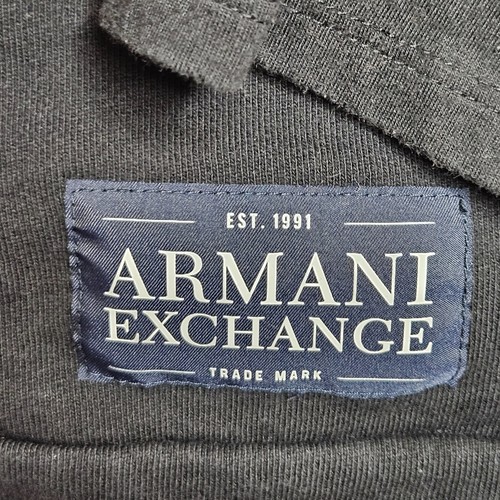 EST. 1991
ARMANI
EXCHANGE
TRADE MARK